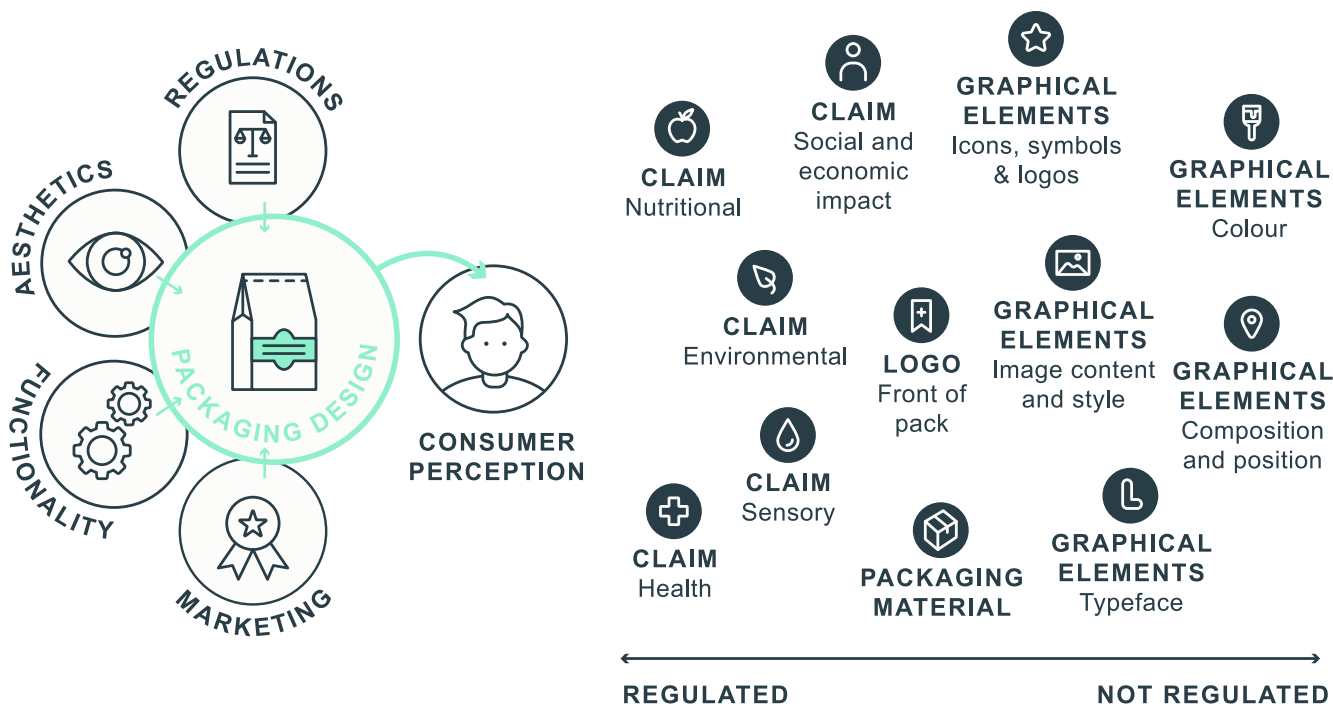 REGULATIONS
AESTHETICS
FUNCTIONALITY
MARKETING
PACKAGING DESIGN
CONSUMER
PERCEPTION
CLAIM
Nutritional
CLAIM
Social and
economic
impact
GRAPHICAL
ELEMENTS
Icons, symbols
& logos
GRAPHICAL
ELEMENTS
Colour
CLAIM
Environmental
LOGO
Front of
pack
GRAPHICAL
ELEMENTS
Image content
and style
GRAPHICAL
ELEMENTS
Composition
and position
CLAIM
Sensory
CLAIM
Health
PACKAGING
MATERIAL
GRAPHICAL
ELEMENTS
Typeface
REGULATED
NOT REGULATED